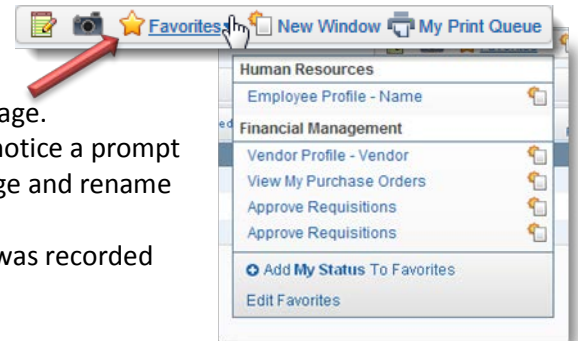 Favorites New Window My Print Queue
Human Resources
Employee Profile - Name
Financial Management
Vendor Profile - Vendor
View My Purchase Orders
Approve Requisitions
Approve Requisitions
Add My Status To Favorites
Edit Favorites
age.
notice a prompt
ge and rename
was recorded